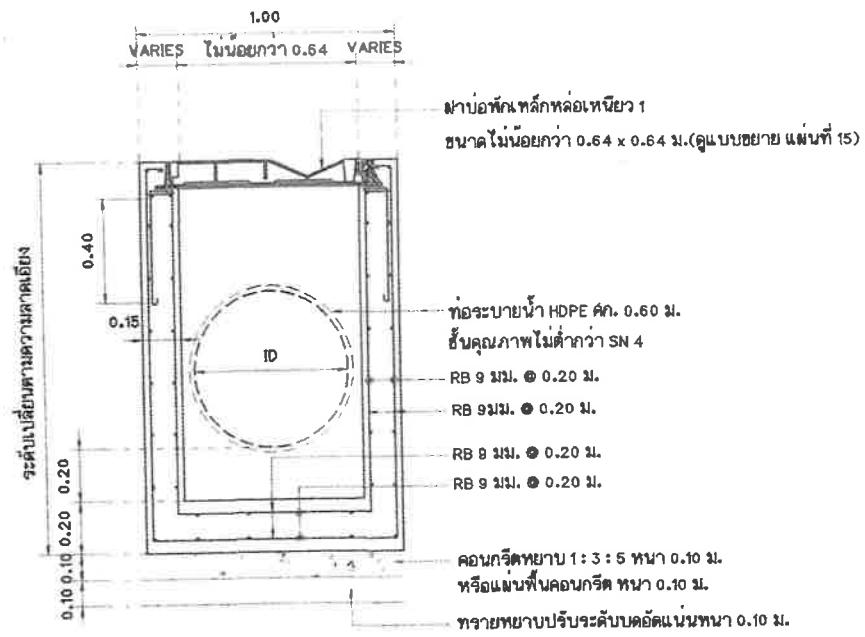 1.00
VARIES ไม่น้อยกว่า 0.64 VARIES
ฝาบ่อพักเหล็กหล่อเหนียว 1
ขนาดไม่น้อยกว่า 0.64 x 0.64 ม.(ดูแบบขยาย แผ่นที่ 15)
ระดับเปลี่ยนตามความลาดเอียง
0.40
0.15
ท่อระบายน้ำ HDPE ศก. 0.60 ม.
ชั้นคุณภาพไม่ต่ำกว่า SN 4
ID
RB 9 มม. @ 0.20 ม.
RB 9มม. @ 0.20 ม.
RB 9 มม. @ 0.20 ม.
RB 9 มม. @ 0.20 ม.
0.20
0.20
0.10
0.10
คอนกรีตหยาบ 1 : 3 : 5 หนา 0.10 ม.
หรือแผ่นพื้นคอนกรีต หนา 0.10 ม.
ทรายหยาบปรับระดับบดอัดแน่นหนา 0.10 ม.